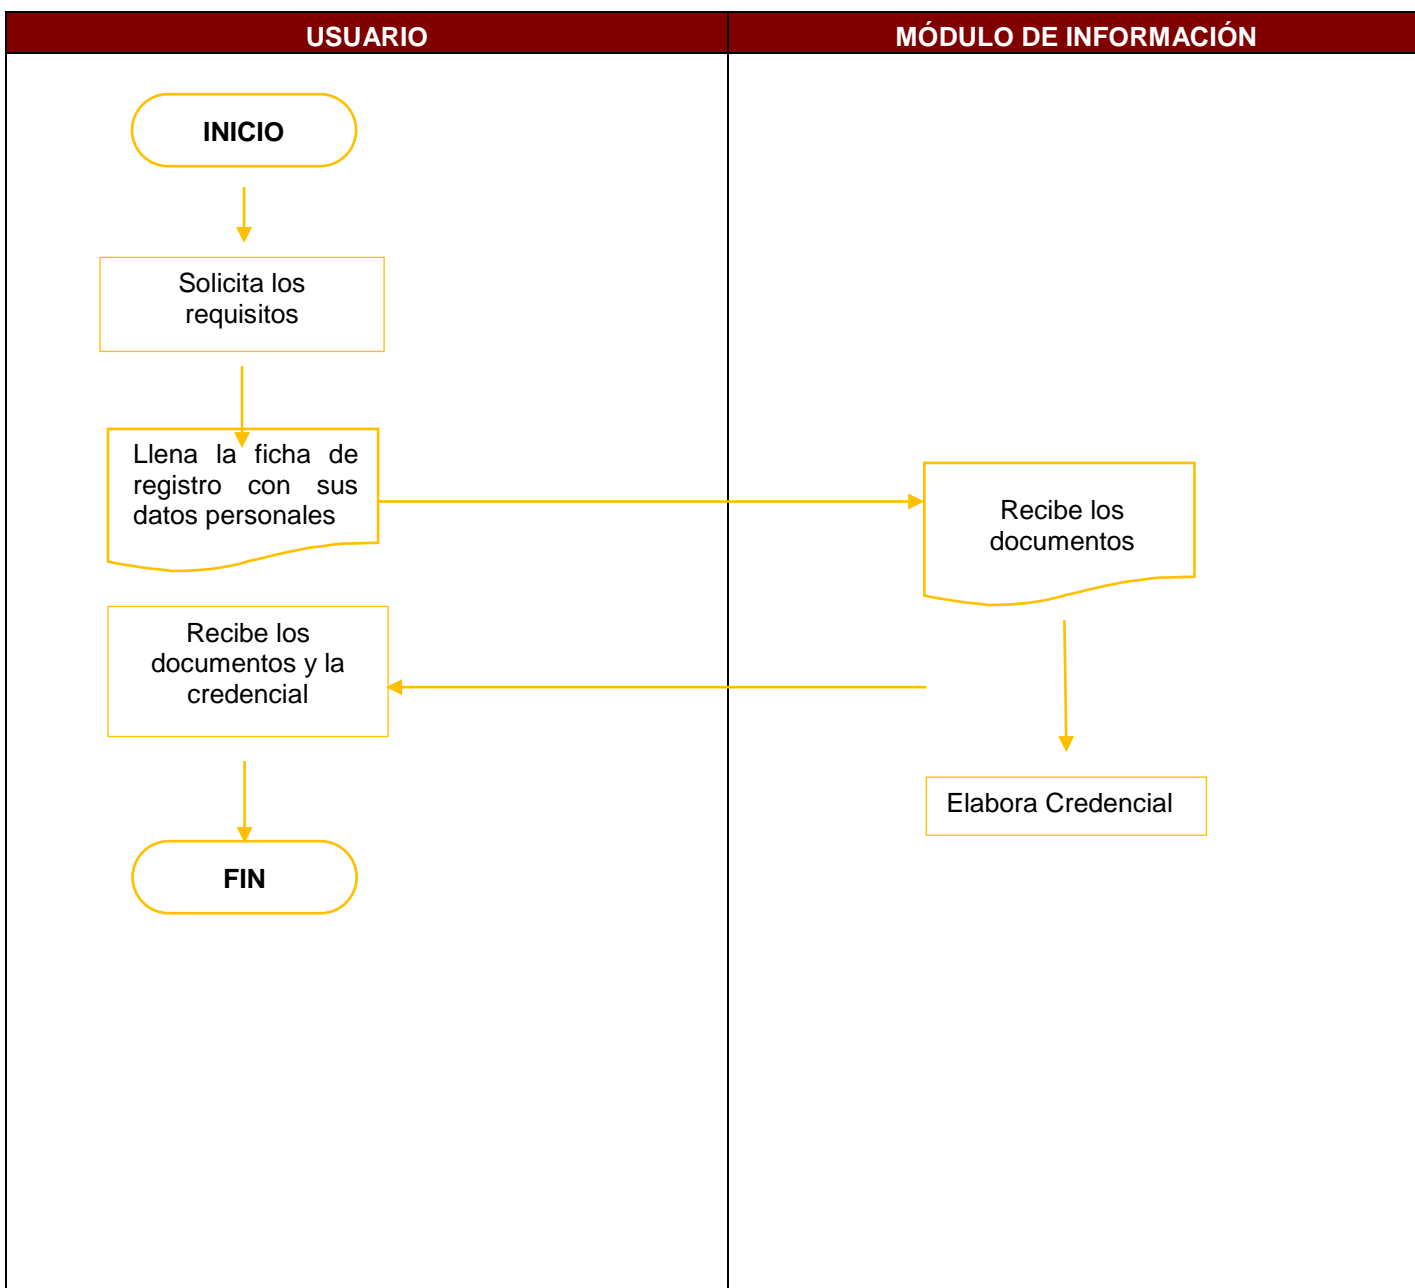 USUARIO
MÓDULO DE INFORMACIÓN
INICIO
Solicita los
requisitos
Llena la ficha de
registro con sus
datos personales
Recibe los
documentos
Recibe los
documentos y la
credencial
Elabora Credencial
FIN